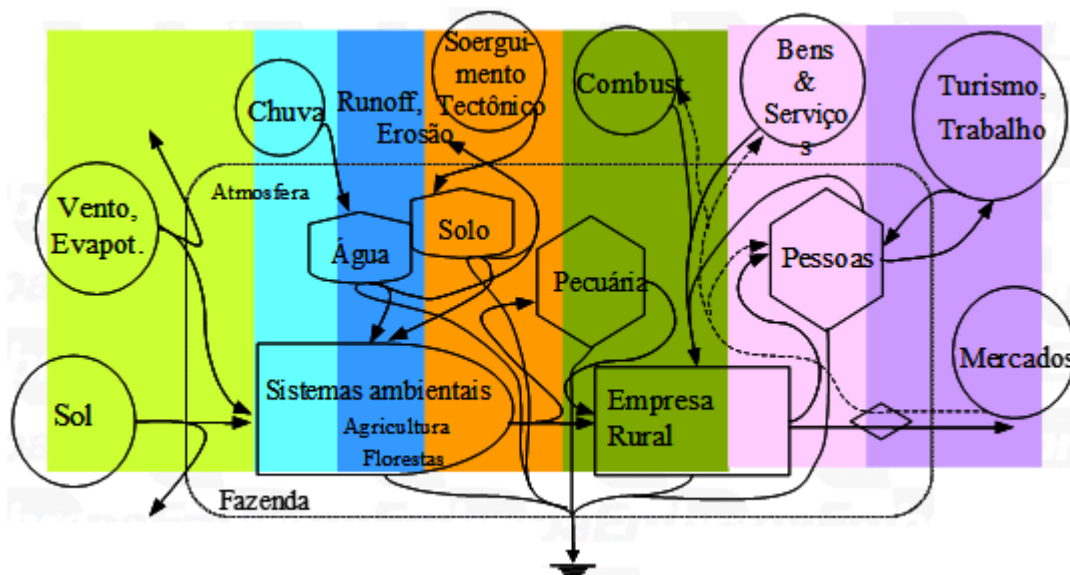 Soergui-
mento
Tectônico
Bens
&
Serviços
s
Combust.
Turismo,
Trabalho
Chuva
Runoff,
Erosão
Atmosfera
Vento,
Evapot.
Solo
Água
Pecuária
Pessoas
Mercados
Sistemas ambientais
Agricultura
Florestas
Empresa
Rural
Sol
Fazenda